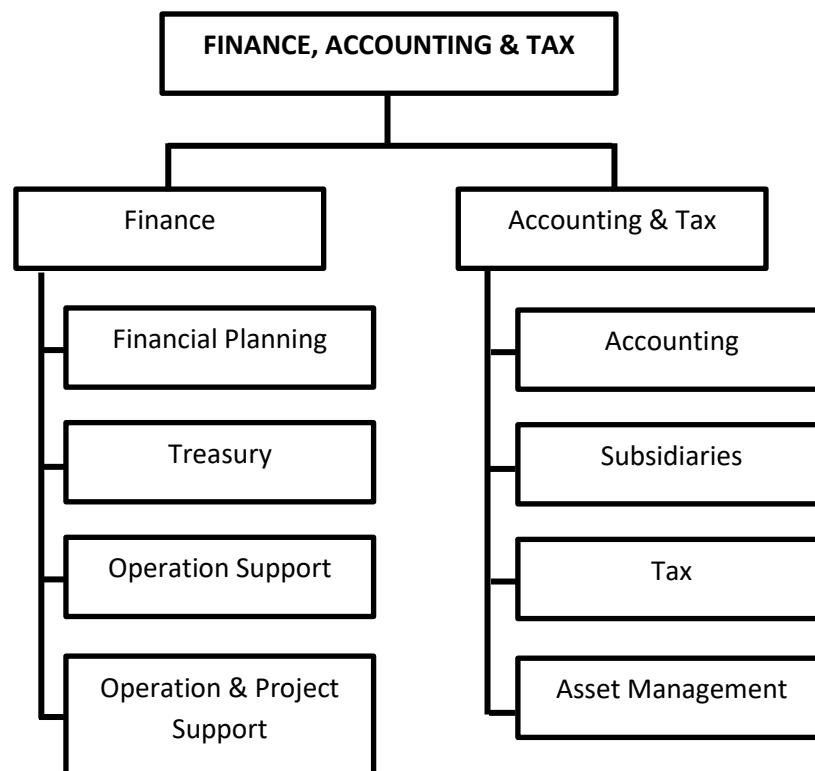 FINANCE, ACCOUNTING & TAX
Finance
Financial Planning
Treasury
Operation Support
Operation & Project
Support
Accounting & Tax
Accounting
Subsidiaries
Tax
Asset Management